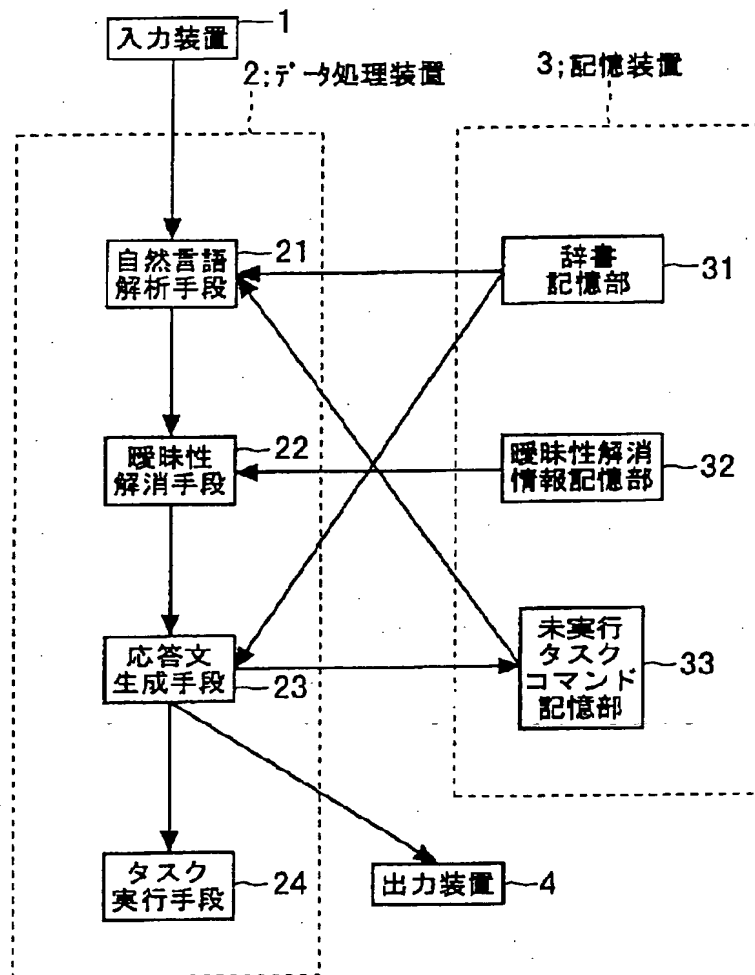 入力装置
1
2;データ処理装置
3;記憶装置
自然言語
解析手段
21
辞書
記憶部
31
曖昧性
解消手段
22
曖昧性解消
情報記憶部
32
応答文
生成手段
23
未実行
タスク
コマンド
記憶部
33
タスク
実行手段
24
出力装置
4